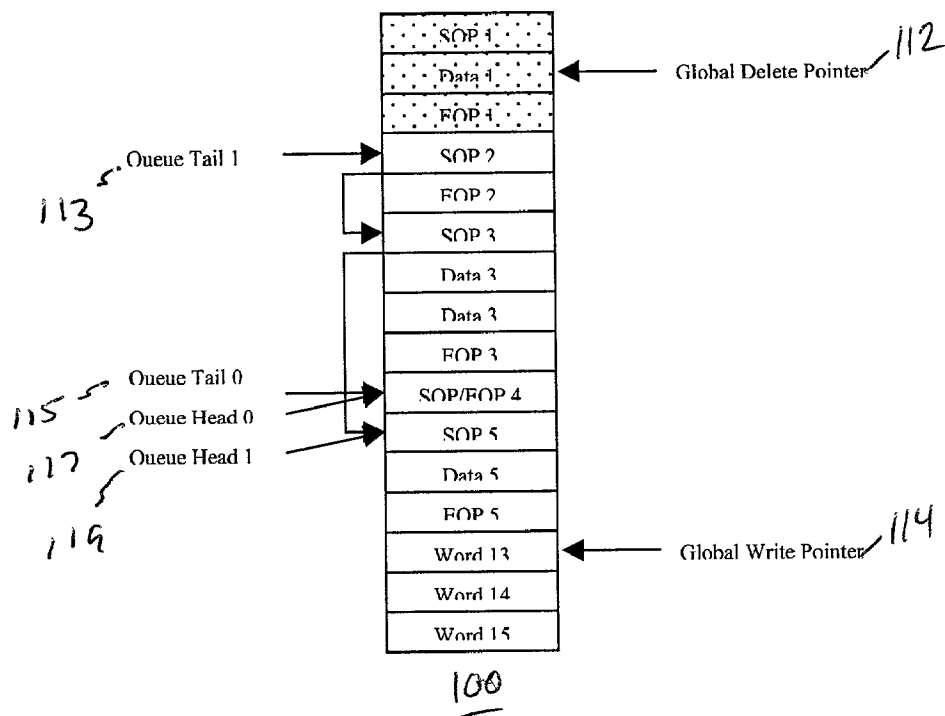 SOP 1
112
Data 1
Global Delete Pointer
EOP 1
Queue Tail 1
SOP 2
113
EOP 2
SOP 3
Data 3
Data 3
EOP 3
Queue Tail 0
SOP/EOP 4
115
Queue Head 0
SOP 5
117
Queue Head 1
Data 5
119
EOP 5
114
Word 13
Global Write Pointer
Word 14
Word 15
100